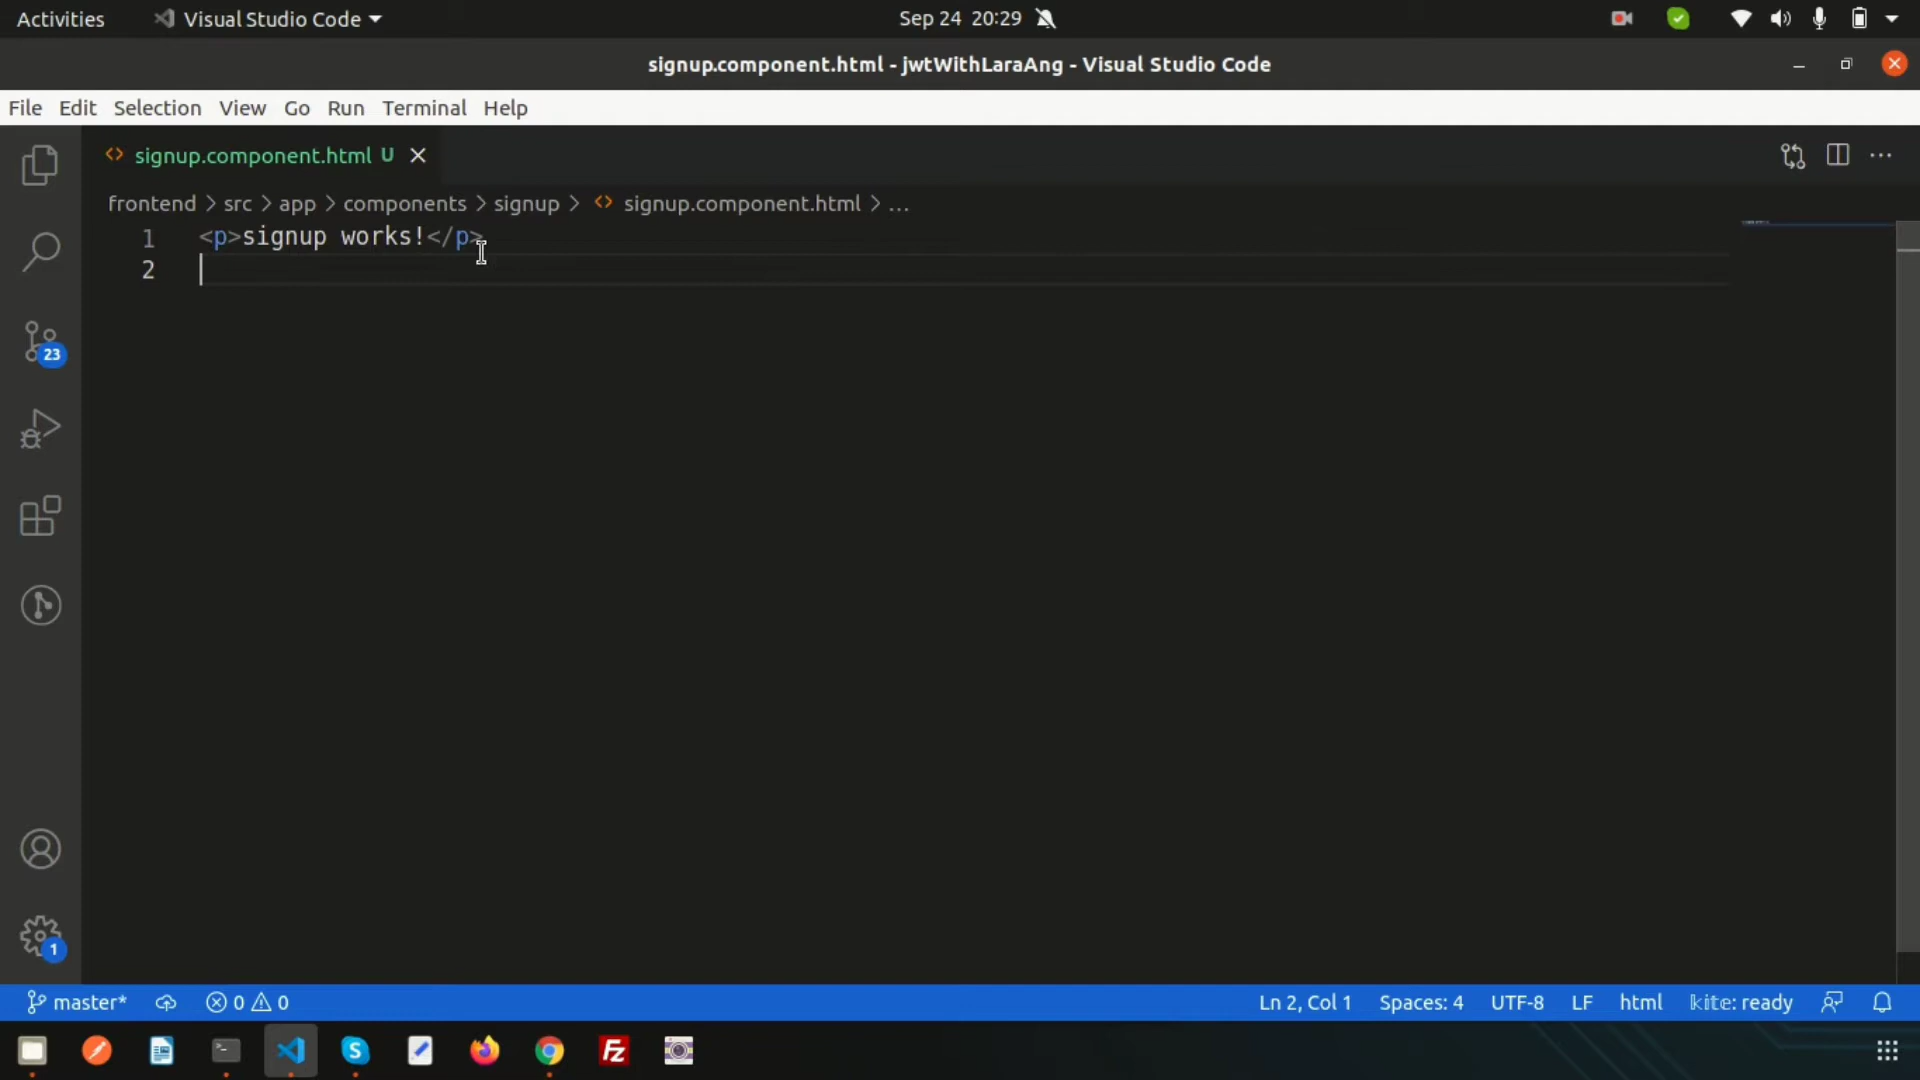 Activities Visual Studio Code Sep 24 20:29
signup.component.html - jwtWithLaraAng - Visual Studio Code
File Edit Selection View Go Run Terminal Help
<> signup.component.html U
frontend > src > app > components > signup > <> signup.component.html > ...
1 <p>signup works!</p>
2
23
1
master* 0 0 Ln 2, Col 1 Spaces: 4 UTF-8 LF html kite: ready
Fz